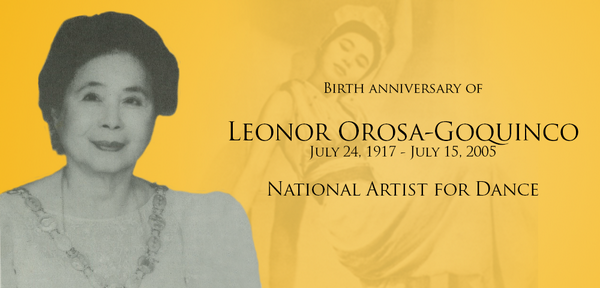 Birth anniversary of
Leonor Orosa-Goquinco
July 24, 1917 - July 15, 2005
National Artist for Dance